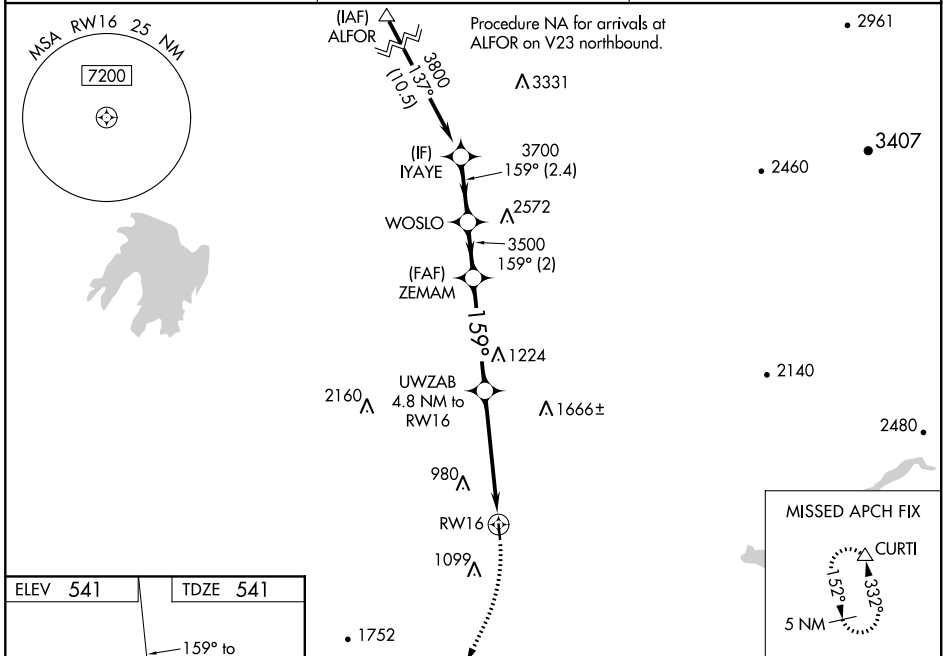 MSA RW16 25 NM
7200
(IAF)
ALFOR
Procedure NA for arrivals at
ALFOR on V23 northbound.
2961
3800
137°
(10.5)
3331
3407
(IF)
IYAYE
3700
159° (2.4)
2460
WOSLO
2572
3500
159° (2)
(FAF)
ZEMAM
159°
1224
2140
UWZAB
4.8 NM to
RW16
2160
1666±
2480
980
RW16
1099
MISSED APCH FIX
CURTI
152°
332°
5 NM
ELEV 541
TDZE 541
159° to
1752